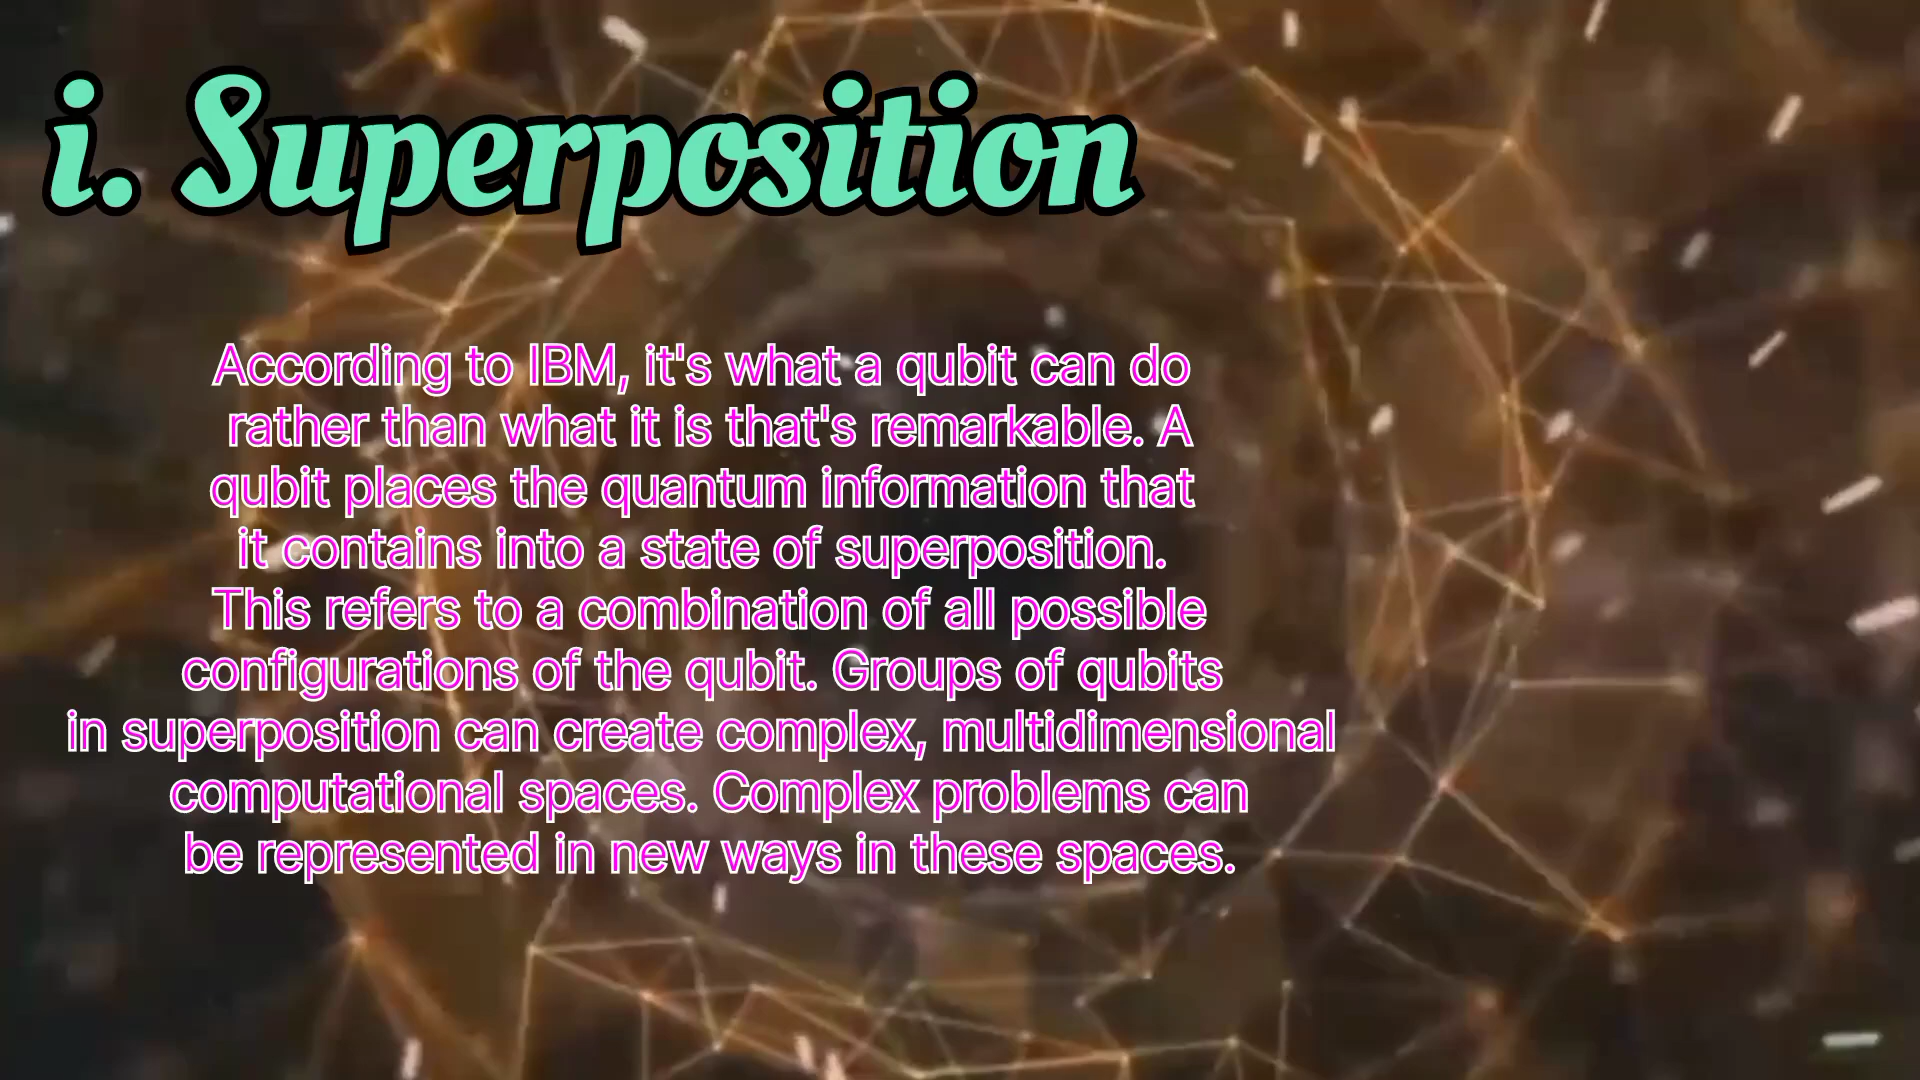 i. Superposition
According to IBM, it's what a qubit can do
rather than what it is that's remarkable. A
qubit places the quantum information that
it contains into a state of superposition.
This refers to a combination of all possible
configurations of the qubit. Groups of qubits
in superposition can create complex, multidimensional
computational spaces. Complex problems can
be represented in new ways in these spaces.